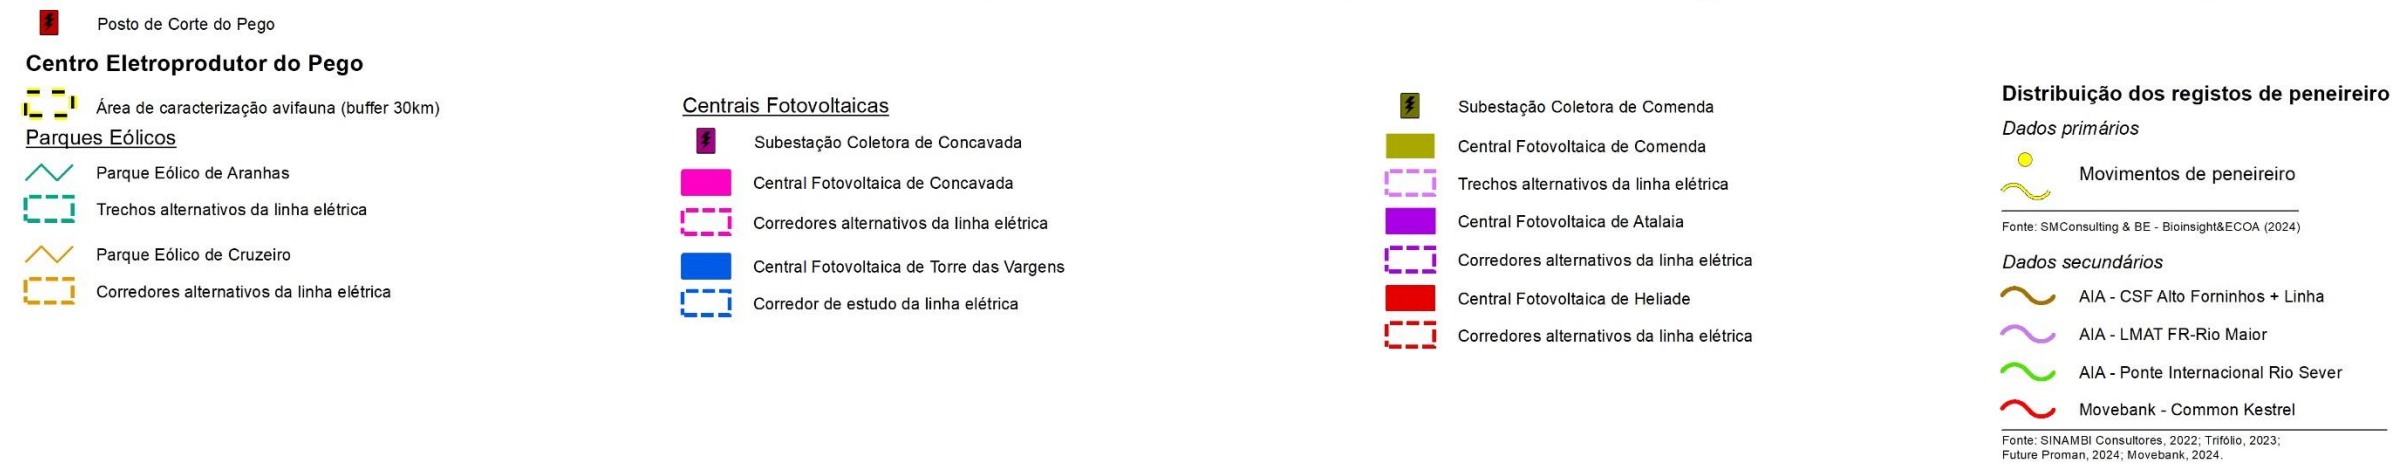 Posto de Corte do Pego
Centro Eletroprodutor do Pego
Área de caracterização avifauna (buffer 30km)
Parques Eólicos
Parque Eólico de Aranhas
Trechos alternativos da linha elétrica
Parque Eólico de Cruzeiro
Corredores alternativos da linha elétrica
Centrais Fotovoltaicas
Subestação Coletora de Concavada
Central Fotovoltaica de Concavada
Corredores alternativos da linha elétrica
Central Fotovoltaica de Torre das Vargens
Corredor de estudo da linha elétrica
Subestação Coletora de Comenda
Central Fotovoltaica de Comenda
Trechos alternativos da linha elétrica
Central Fotovoltaica de Atalaia
Corredores alternativos da linha elétrica
Central Fotovoltaica de Heliade
Corredores alternativos da linha elétrica
Distribuição dos registos de peneireiro
Dados primários
Movimentos de peneireiro
Fonte: SMConsulting & BE - Bioinsight&ECOA (2024)
Dados secundários
AIA - CSF Alto Forninhos + Linha
AIA - LMAT FR-Rio Maior
AIA - Ponte Internacional Rio Sever
Movebank - Common Kestrel
Fonte: SINAMBI Consultores, 2022; Trifólio, 2023;
Future Proman, 2024; Movebank, 2024.